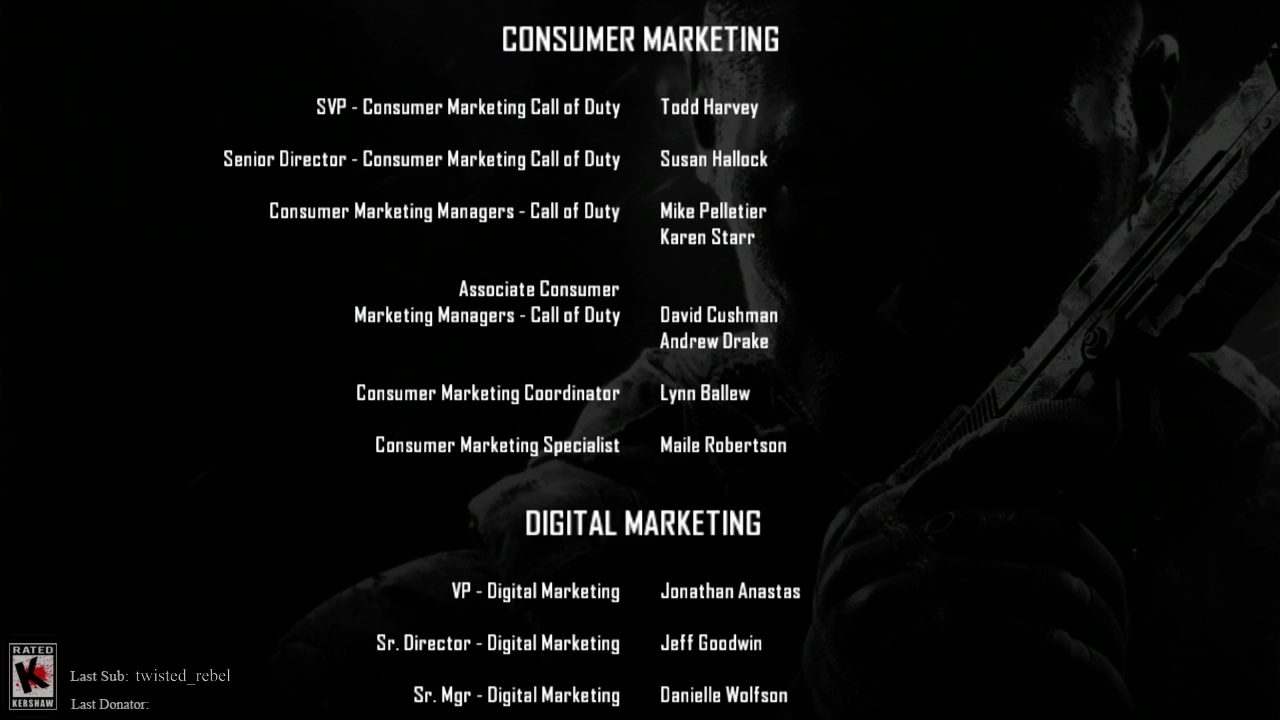 CONSUMER MARKETING
SVP - Consumer Marketing Call of Duty Todd Harvey
Senior Director - Consumer Marketing Call of Duty Susan Hallock
Consumer Marketing Managers - Call of Duty Mike Pelletier
Karen Starr
Associate Consumer
Marketing Managers - Call of Duty David Cushman
Andrew Drake
Consumer Marketing Coordinator Lynn Ballew
Consumer Marketing Specialist Maile Robertson
DIGITAL MARKETING
VP - Digital Marketing Jonathan Anastas
Sr. Director - Digital Marketing Jeff Goodwin
Sr. Mgr - Digital Marketing Danielle Wolfson
RATED
K
KERSHAW
Last Sub: twisted_rebel
Last Donator: